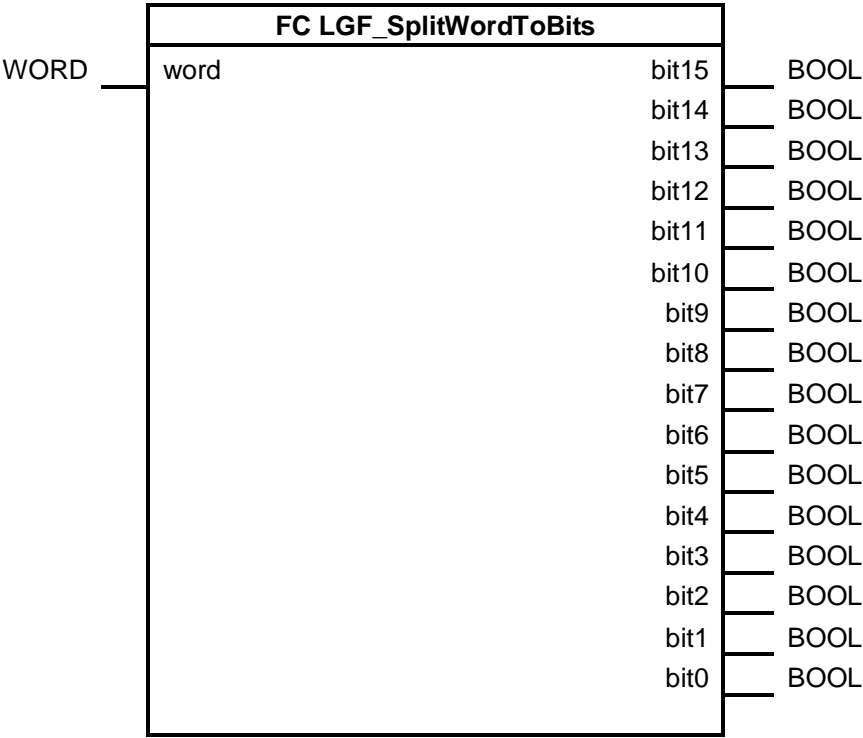 FC LGF_SplitWordToBits
WORD word bit15 BOOL
bit14 BOOL
bit13 BOOL
bit12 BOOL
bit11 BOOL
bit10 BOOL
bit9 BOOL
bit8 BOOL
bit7 BOOL
bit6 BOOL
bit5 BOOL
bit4 BOOL
bit3 BOOL
bit2 BOOL
bit1 BOOL
bit0 BOOL